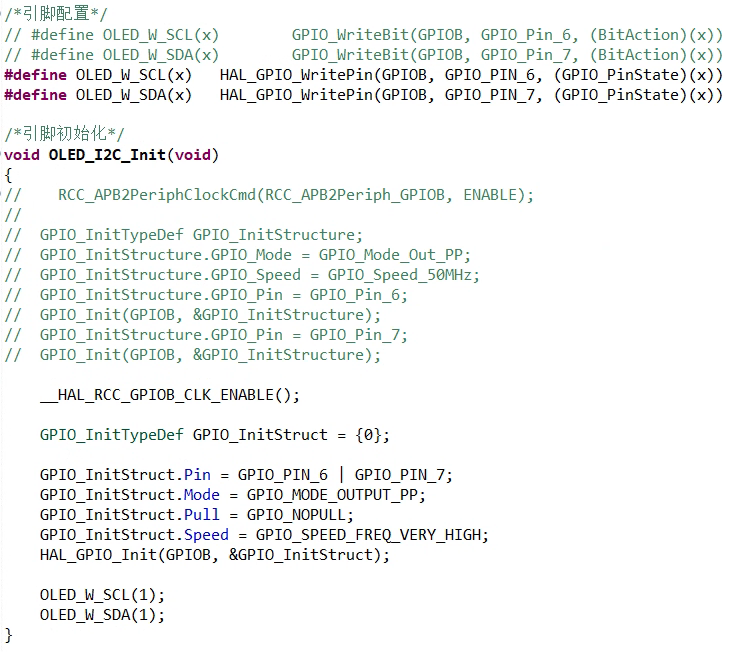 /*引脚配置*/
// #define OLED_W_SCL(x)        GPIO_WriteBit(GPIOB, GPIO_Pin_6, (BitAction)(x))
// #define OLED_W_SDA(x)        GPIO_WriteBit(GPIOB, GPIO_Pin_7, (BitAction)(x))
#define OLED_W_SCL(x)   HAL_GPIO_WritePin(GPIOB, GPIO_PIN_6, (GPIO_PinState)(x))
#define OLED_W_SDA(x)   HAL_GPIO_WritePin(GPIOB, GPIO_PIN_7, (GPIO_PinState)(x))

/*引脚初始化*/
void OLED_I2C_Init(void)
{
//    RCC_APB2PeriphClockCmd(RCC_APB2Periph_GPIOB, ENABLE);
//
//  GPIO_InitTypeDef GPIO_InitStructure;
//  GPIO_InitStructure.GPIO_Mode = GPIO_Mode_Out_PP;
//  GPIO_InitStructure.GPIO_Speed = GPIO_Speed_50MHz;
//  GPIO_InitStructure.GPIO_Pin = GPIO_Pin_6;
//  GPIO_Init(GPIOB, &GPIO_InitStructure);
//  GPIO_InitStructure.GPIO_Pin = GPIO_Pin_7;
//  GPIO_Init(GPIOB, &GPIO_InitStructure);

    __HAL_RCC_GPIOB_CLK_ENABLE();

    GPIO_InitTypeDef GPIO_InitStruct = {0};

    GPIO_InitStruct.Pin = GPIO_PIN_6 | GPIO_PIN_7;
    GPIO_InitStruct.Mode = GPIO_MODE_OUTPUT_PP;
    GPIO_InitStruct.Pull = GPIO_NOPULL;
    GPIO_InitStruct.Speed = GPIO_SPEED_FREQ_VERY_HIGH;
    HAL_GPIO_Init(GPIOB, &GPIO_InitStruct);

    OLED_W_SCL(1);
    OLED_W_SDA(1);
}